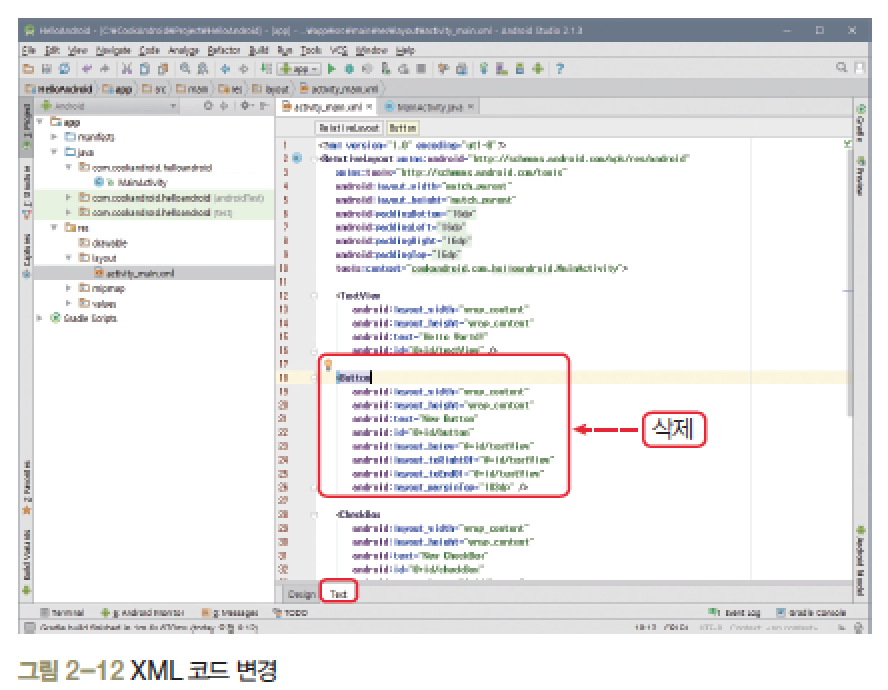 HelloAndroid - [C:\CookAndroid\Projects\HelloAndroid] - [app] - ...\app\src\main\res\layout\activity_main.xml - Android Studio 2.1.3
File Edit View Navigate Code Analyze Refactor Build Run Tools VCS Window Help
app
HelloAndroid app src main res layout activity_main.xml
Android
activity_main.xml MainActivity.java
RelativeLayout Button
app
manifests
java
com.cookandroid.helloandroid
MainActivity
com.cookandroid.helloandroid (androidTest)
com.cookandroid.helloandroid (test)
res
drawable
layout
activity_main.xml
mipmap
values
Gradle Scripts
1: Project
Captures
2: Favorites
Build Variants
1 <?xml version="1.0" encoding="utf-8"?>
2 <RelativeLayout xmlns:android="http://schemas.android.com/apk/res/android"
3 xmlns:tools="http://schemas.android.com/tools"
4 android:layout_width="match_parent"
5 android:layout_height="match_parent"
6 android:paddingBottom="16dp"
7 android:paddingLeft="16dp"
8 android:paddingRight="16dp"
9 android:paddingTop="16dp"
10 tools:context="cookandroid.com.helloandroid.MainActivity">
11
12 <TextView
13 android:layout_width="wrap_content"
14 android:layout_height="wrap_content"
15 android:text="Hello World!"
16 android:id="@+id/textView" />
17
18 <Button
19 android:layout_width="wrap_content"
20 android:layout_height="wrap_content"
21 android:text="New Button"
22 android:id="@+id/button"
23 android:layout_below="@+id/textView"
24 android:layout_toRightOf="@+id/textView"
25 android:layout_toEndOf="@+id/textView"
26 android:layout_marginTop="103dp" />
27
28 <CheckBox
29 android:layout_width="wrap_content"
30 android:layout_height="wrap_content"
31 android:text="New CheckBox"
32 android:id="@+id/checkBox"
삭제
Gradle
Preview
Android Model
Design Text
Terminal 6: Android Monitor 0: Messages TODO Event Log Gradle Console
그림 2-12 XML 코드 변경